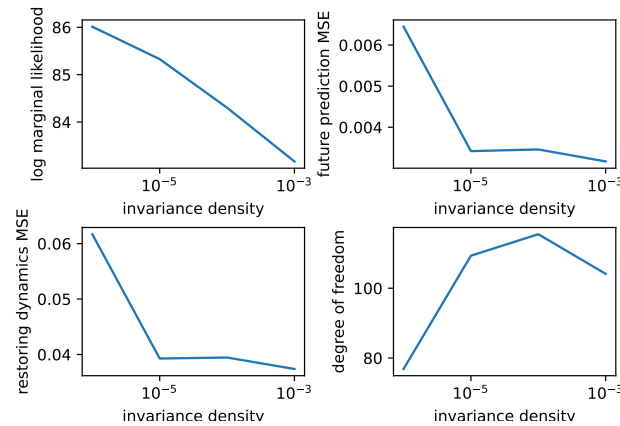 log marginal likelihood
86
85
84
10⁻⁵
10⁻³
invariance density
future prediction MSE
0.006
0.005
0.004
10⁻⁵
10⁻³
invariance density
restoring dynamics MSE
0.06
0.05
0.04
10⁻⁵
10⁻³
invariance density
degree of freedom
100
80
10⁻⁵
10⁻³
invariance density